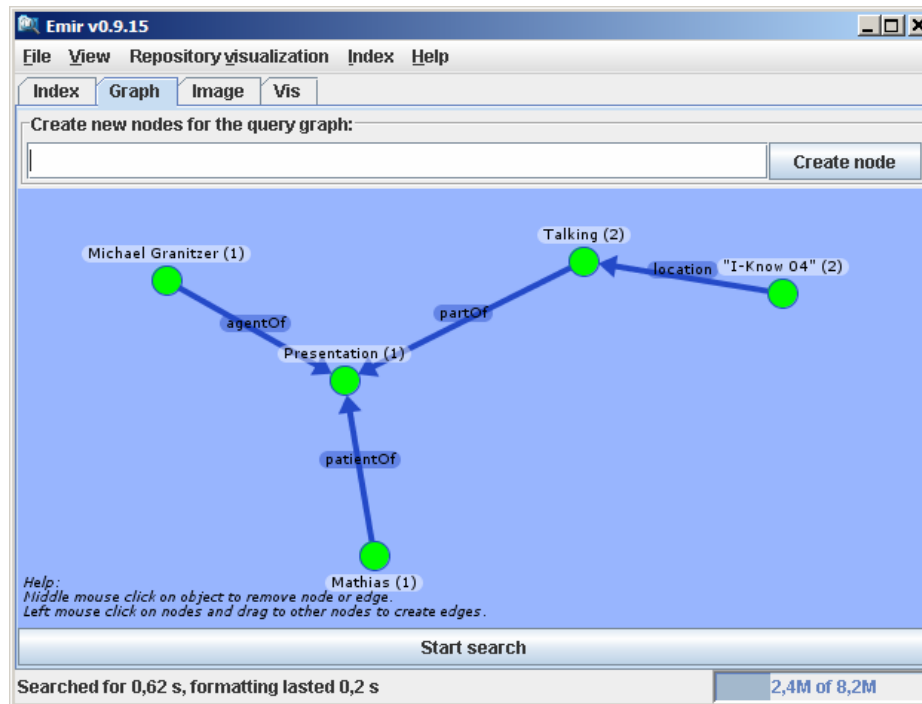 Emir v0.9.15
File View Repository visualization Index Help
Index Graph Image Vis
Create new nodes for the query graph:
Create node
Talking (2)
Michael Granitzer (1)
location "I-Know 04" (2)
agentOf
partOf
Presentation (1)
patientOf
Mathias (1)
Help:
Middle mouse click on object to remove node or edge.
Left mouse click on nodes and drag to other nodes to create edges.
Start search
Searched for 0,62 s, formatting lasted 0,2 s
2,4M of 8,2M